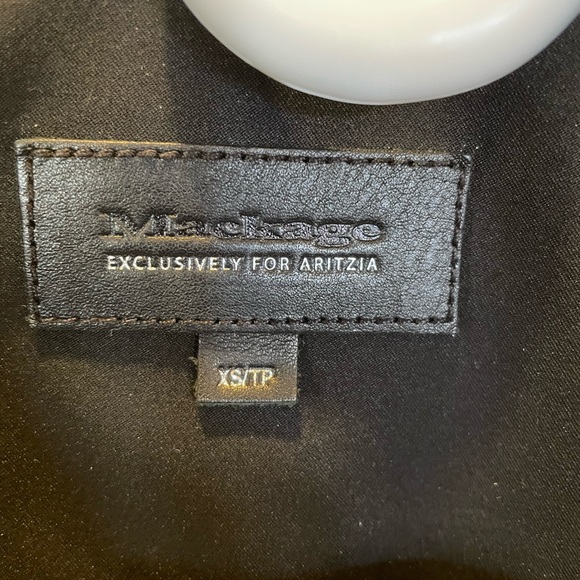 Mackage
EXCLUSIVELY FOR ARITZIA
XS/TP